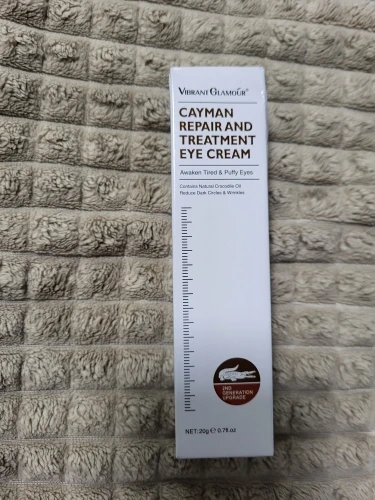 VIBRANT GLAMOUR®
CAYMAN
REPAIR AND
TREATMENT
EYE CREAM
Awaken Tired & Puffy Eyes
Contains Natural Crocodile Oil
Reduce Dark Circles & Wrinkles
2ND
GENERATION
UPGRADE
NET:20g ℮ 0.7fl.oz